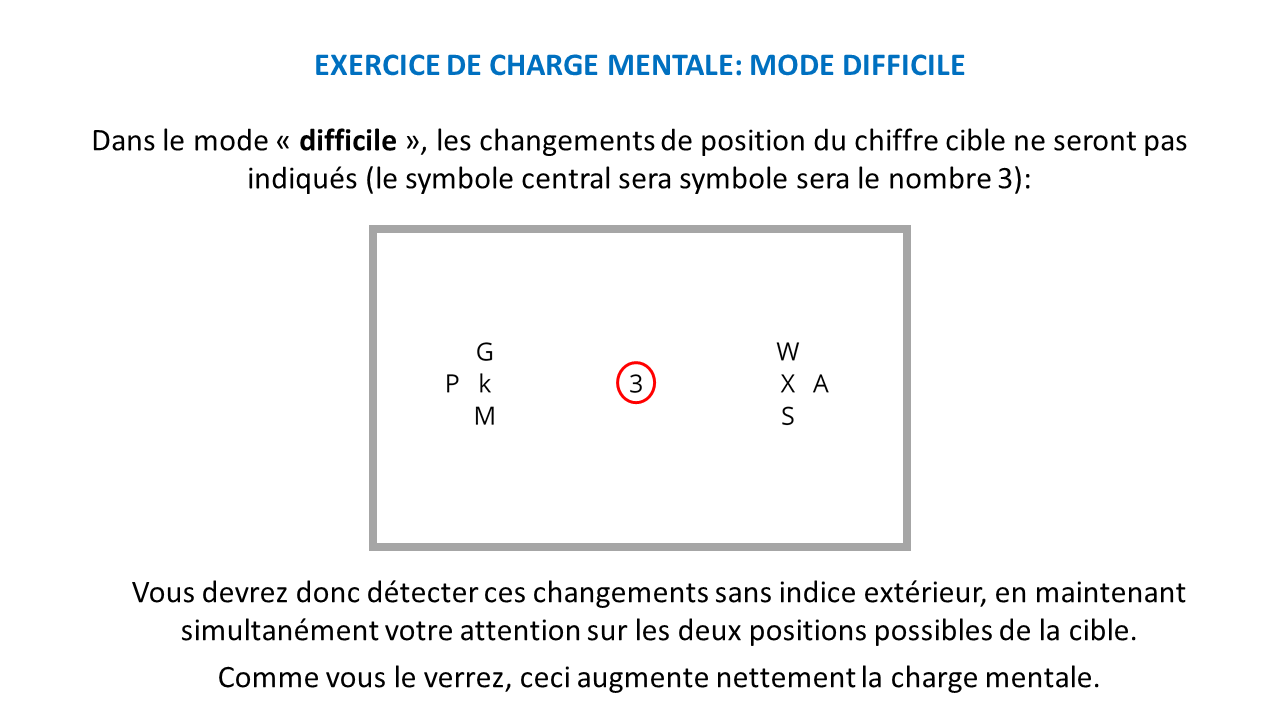 EXERCICE DE CHARGE MENTALE: MODE DIFFICILE
Dans le mode « difficile », les changements de position du chiffre cible ne seront pas
indiqués (le symbole central sera symbole sera le nombre 3):
G W
P k 3 X A
M S
Vous devrez donc détecter ces changements sans indice extérieur, en maintenant
simultanément votre attention sur les deux positions possibles de la cible.
Comme vous le verrez, ceci augmente nettement la charge mentale.